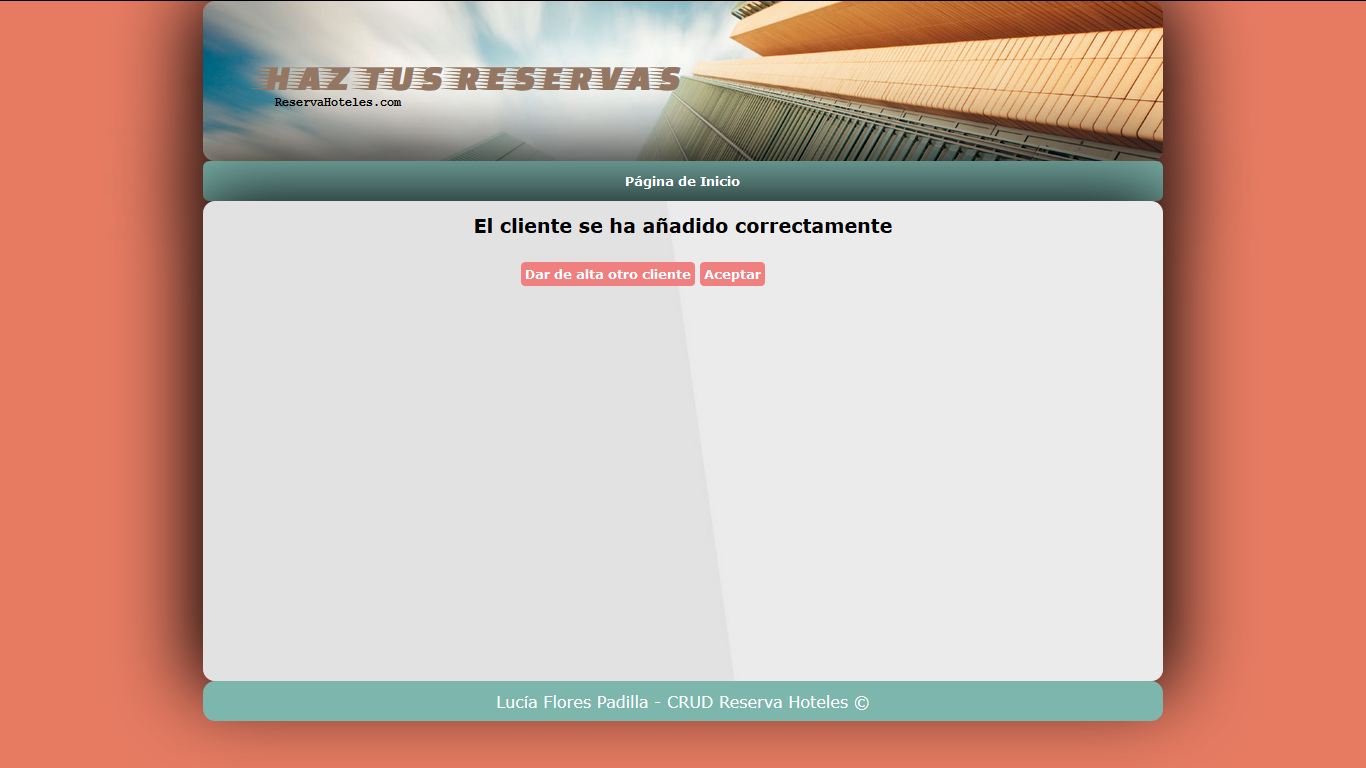 HAZ TUS RESERVAS
ReservaHoteles.com
Página de Inicio
El cliente se ha añadido correctamente
Dar de alta otro cliente Aceptar
Lucía Flores Padilla - CRUD Reserva Hoteles ©